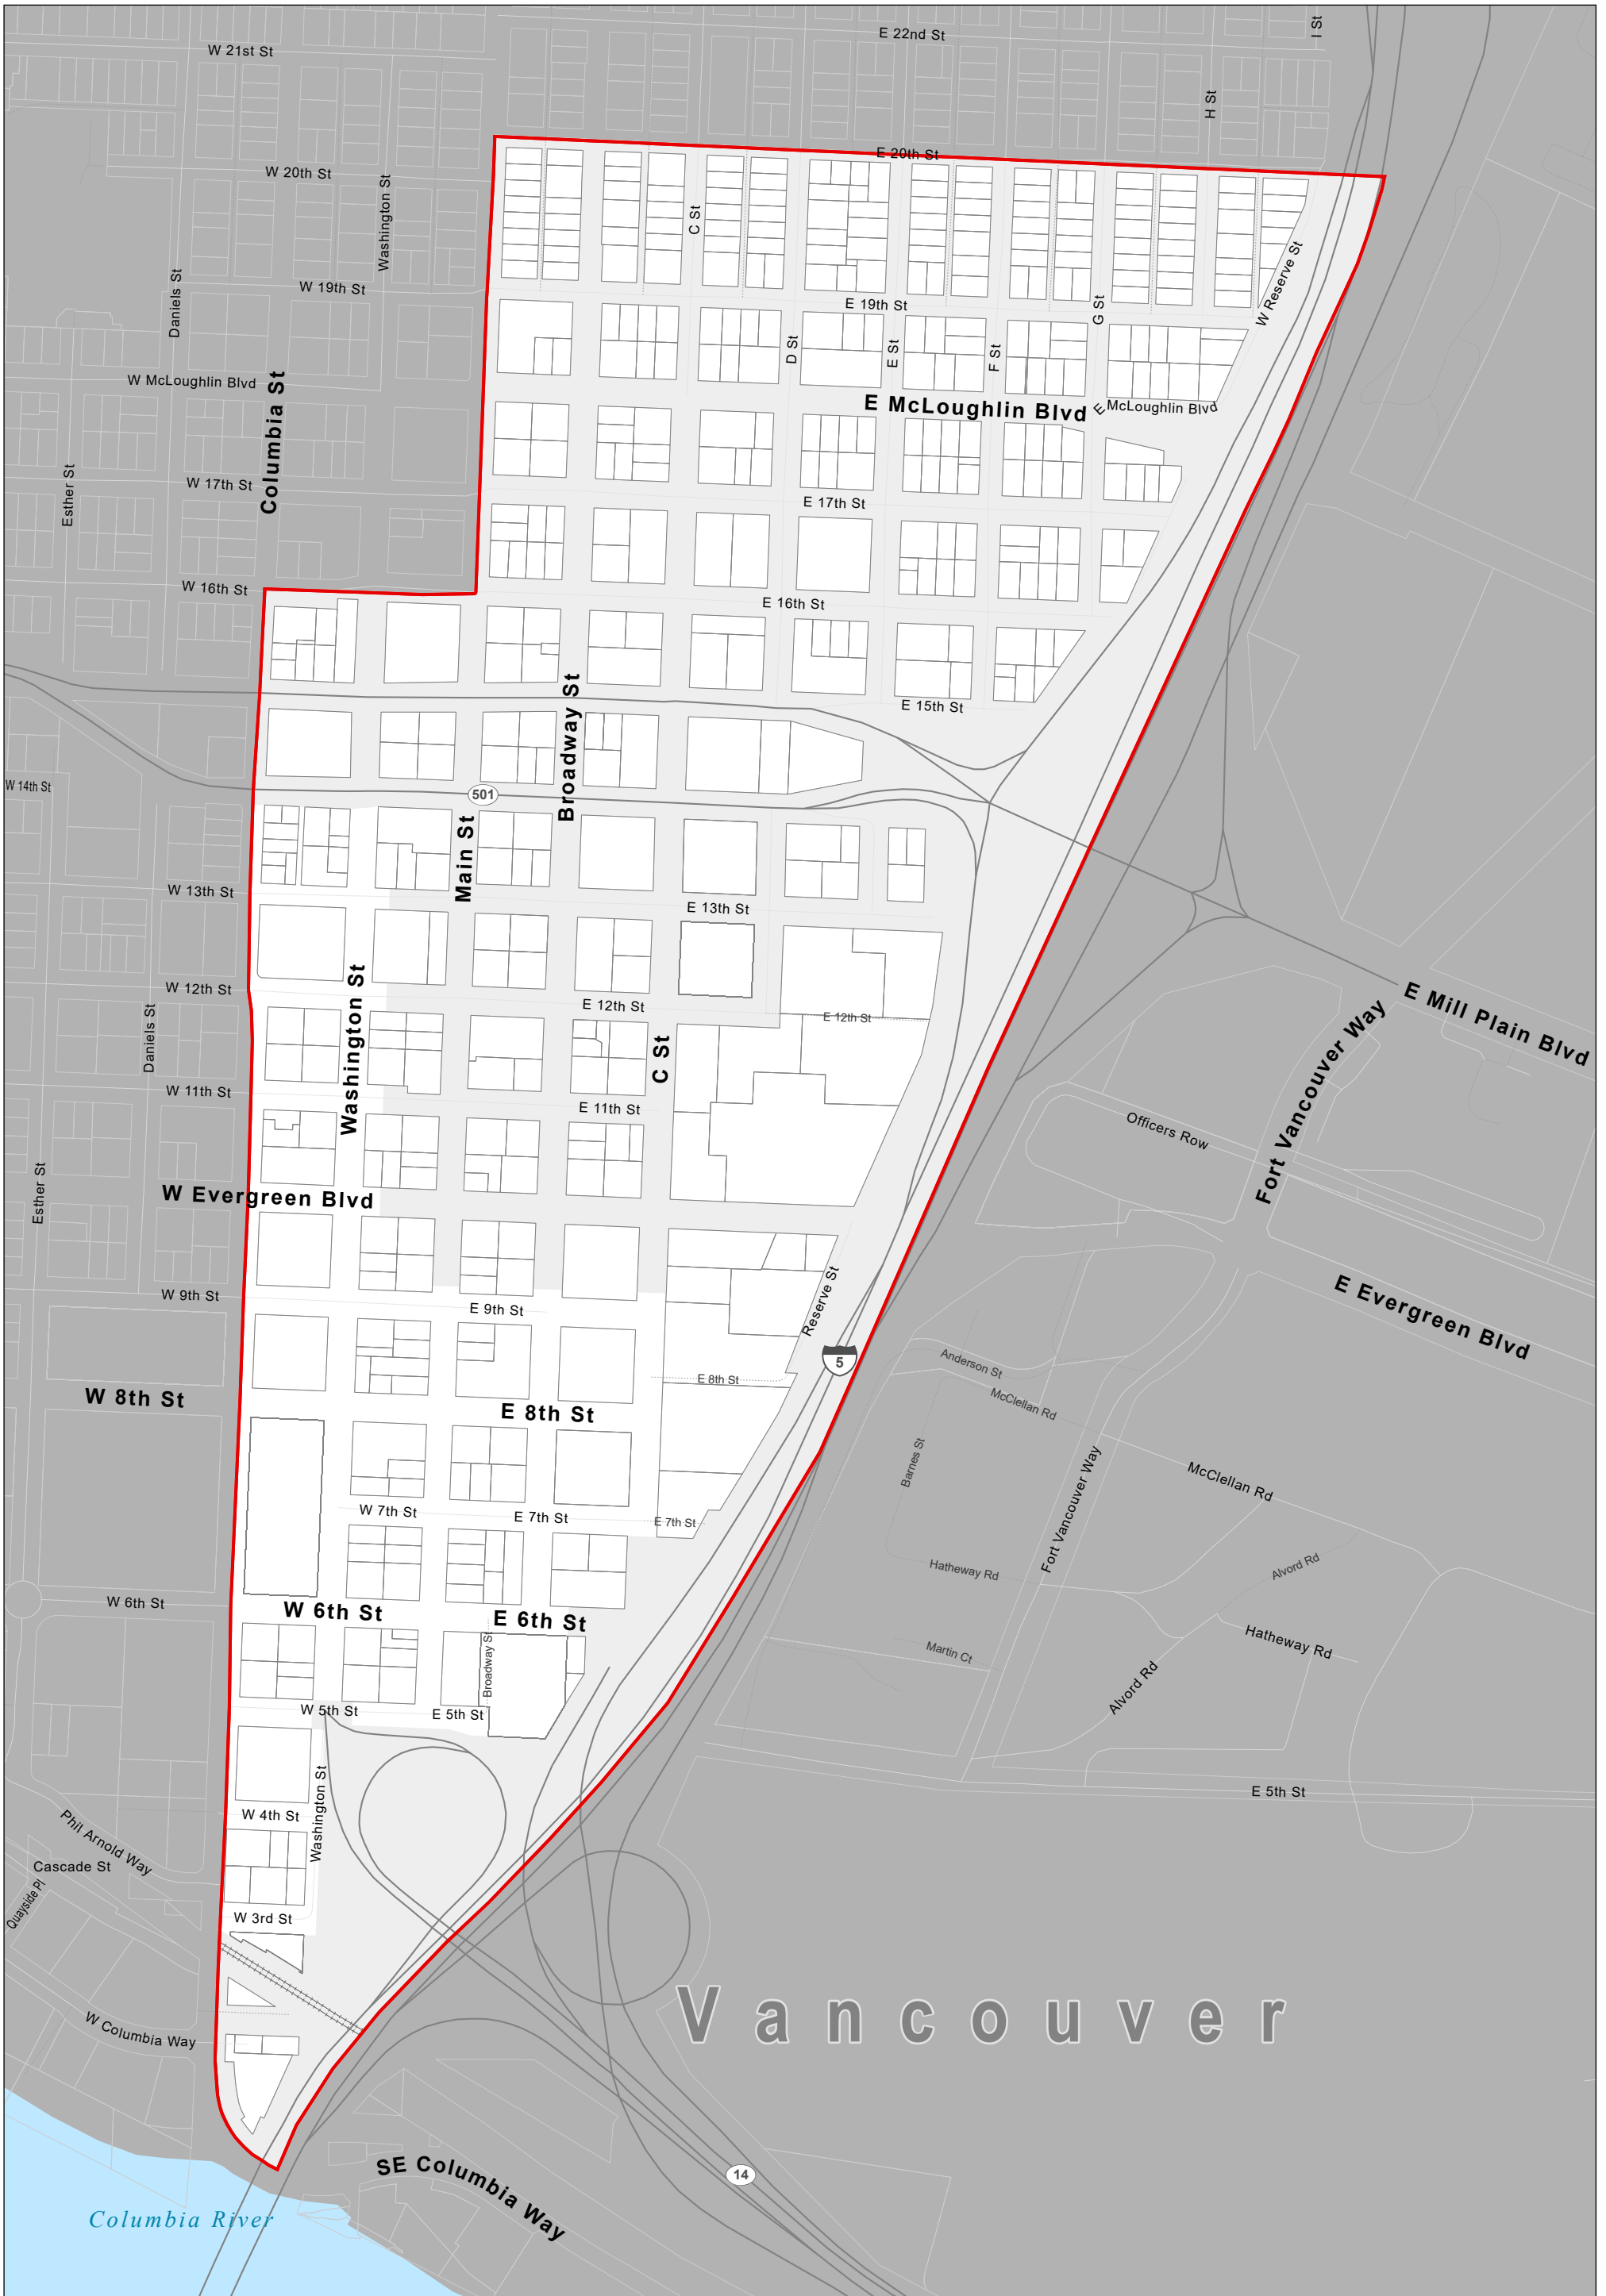 I St
E 22nd St
W 21st St
H St
E 20th St
W 20th St
Washington St
C St
W Reserve St
Daniels St
W 19th St
E 19th St
G St
D St
E St
F St
W McLoughlin Blvd
Columbia St
E McLoughlin Blvd
E McLoughlin Blvd
Esther St
W 17th St
E 17th St
W 16th St
E 16th St
Broadway St
E 15th St
W 14th St
501
Main St
W 13th St
E 13th St
W 12th St
Washington St
E 12th St
E 12th St
E Mill Plain Blvd
Fort Vancouver Way
Daniels St
C St
W 11th St
E 11th St
Officers Row
Esther St
W Evergreen Blvd
W 9th St
E 9th St
Reserve St
E Evergreen Blvd
5
Anderson St
E 8th St
W 8th St
E 8th St
McClellan Rd
Barnes St
Fort Vancouver Way
McClellan Rd
W 7th St
E 7th St
E 7th St
Hatheway Rd
Alvord Rd
W 6th St
W 6th St
E 6th St
Broadway St
Martin Ct
Hatheway Rd
Alvord Rd
W 5th St
E 5th St
Washington St
E 5th St
W 4th St
Phil Arnold Way
Cascade St
Quayside Pl
W 3rd St
Vancouver
W Columbia Way
SE Columbia Way
14
Columbia River